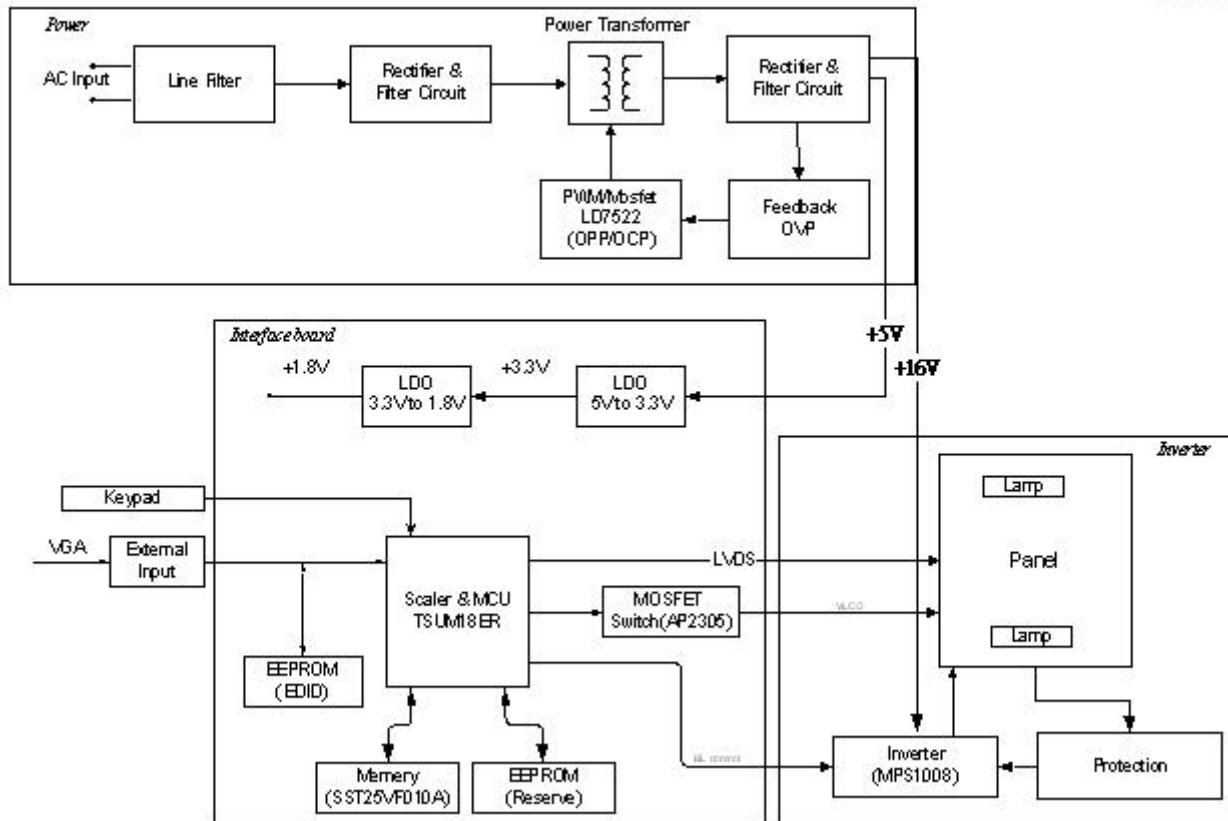 Power
Power Transformer
AC Input
Line Filter
Rectifier &
Filter Circuit
Rectifier &
Filter Circuit
PWM/Mosfet
LD7522
(OPP/OCP)
Feedback
OVP
+5V
+16V
Interface board
+1.8V
LDO
3.3V to 1.8V
+3.3V
LDO
5V to 3.3V
Inverter
Keypad
VGA
External
Input
Scaler & MCU
TSUM18ER
LVDS
MOSFET
Switch(AP2305)
Lamp
Panel
Lamp
EEPROM
(EDID)
Memery
(SST25VF010A)
EEPROM
(Reserve)
Inverter
(MPS1008)
Protection